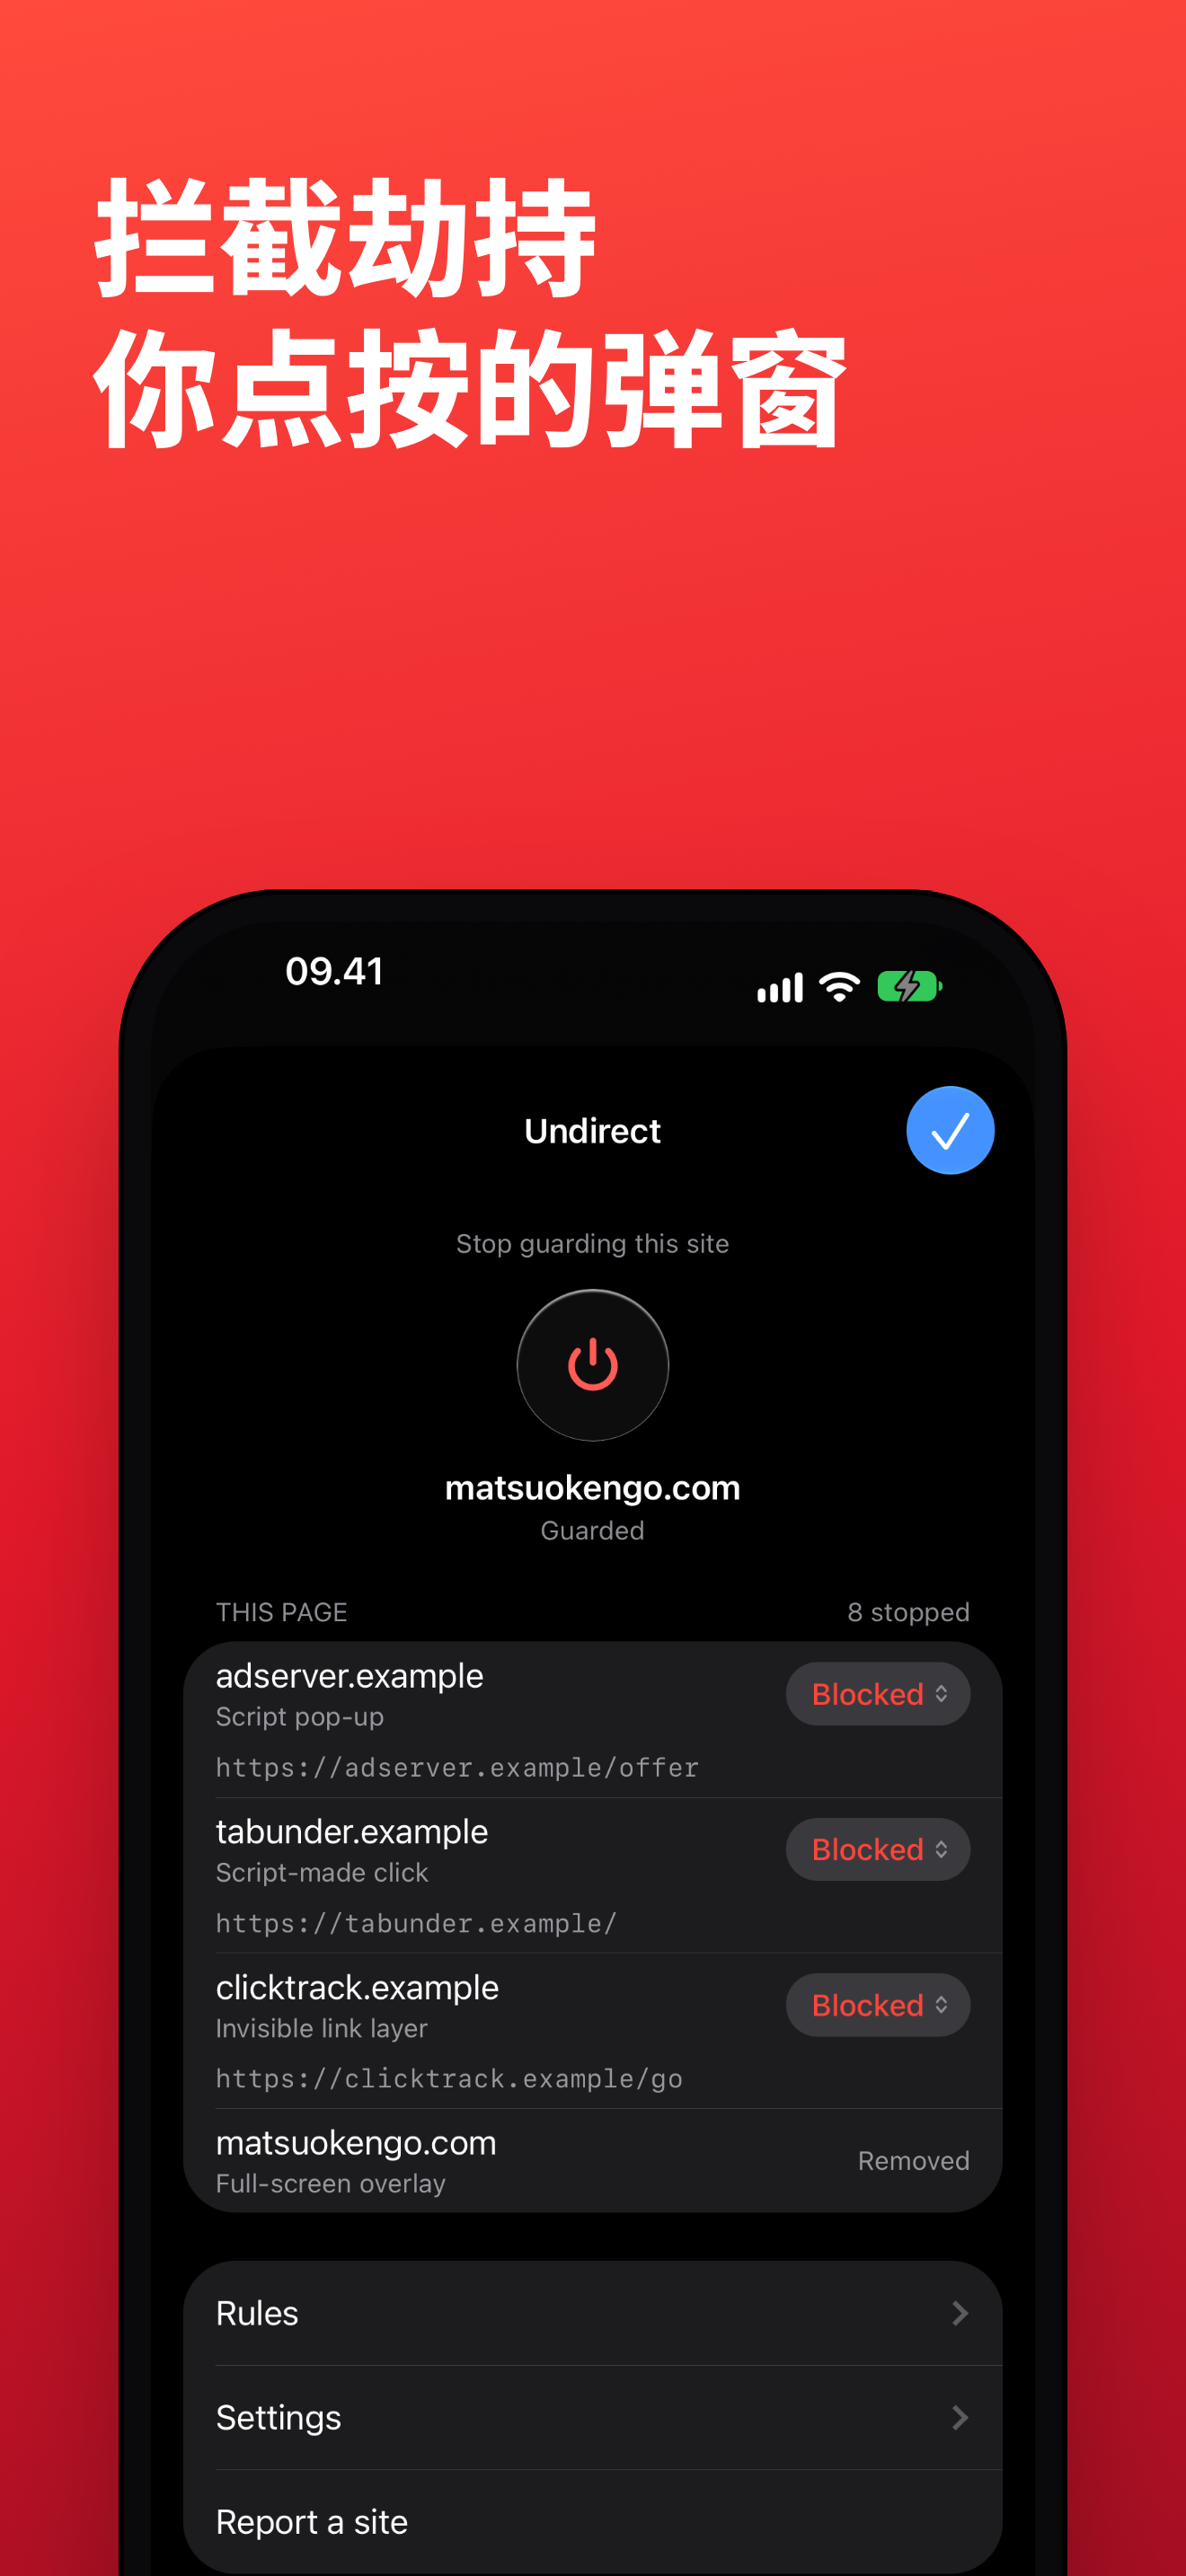 拦截劫持
你点按的弹窗
09.41
Undirect
Stop guarding this site
matsuokengo.com
Guarded
THIS PAGE 8 stopped
adserver.example Blocked
Script pop-up
https://adserver.example/offer
tabunder.example Blocked
Script-made click
https://tabunder.example/
clicktrack.example Blocked
Invisible link layer
https://clicktrack.example/go
matsuokengo.com Removed
Full-screen overlay
Rules
Settings
Report a site